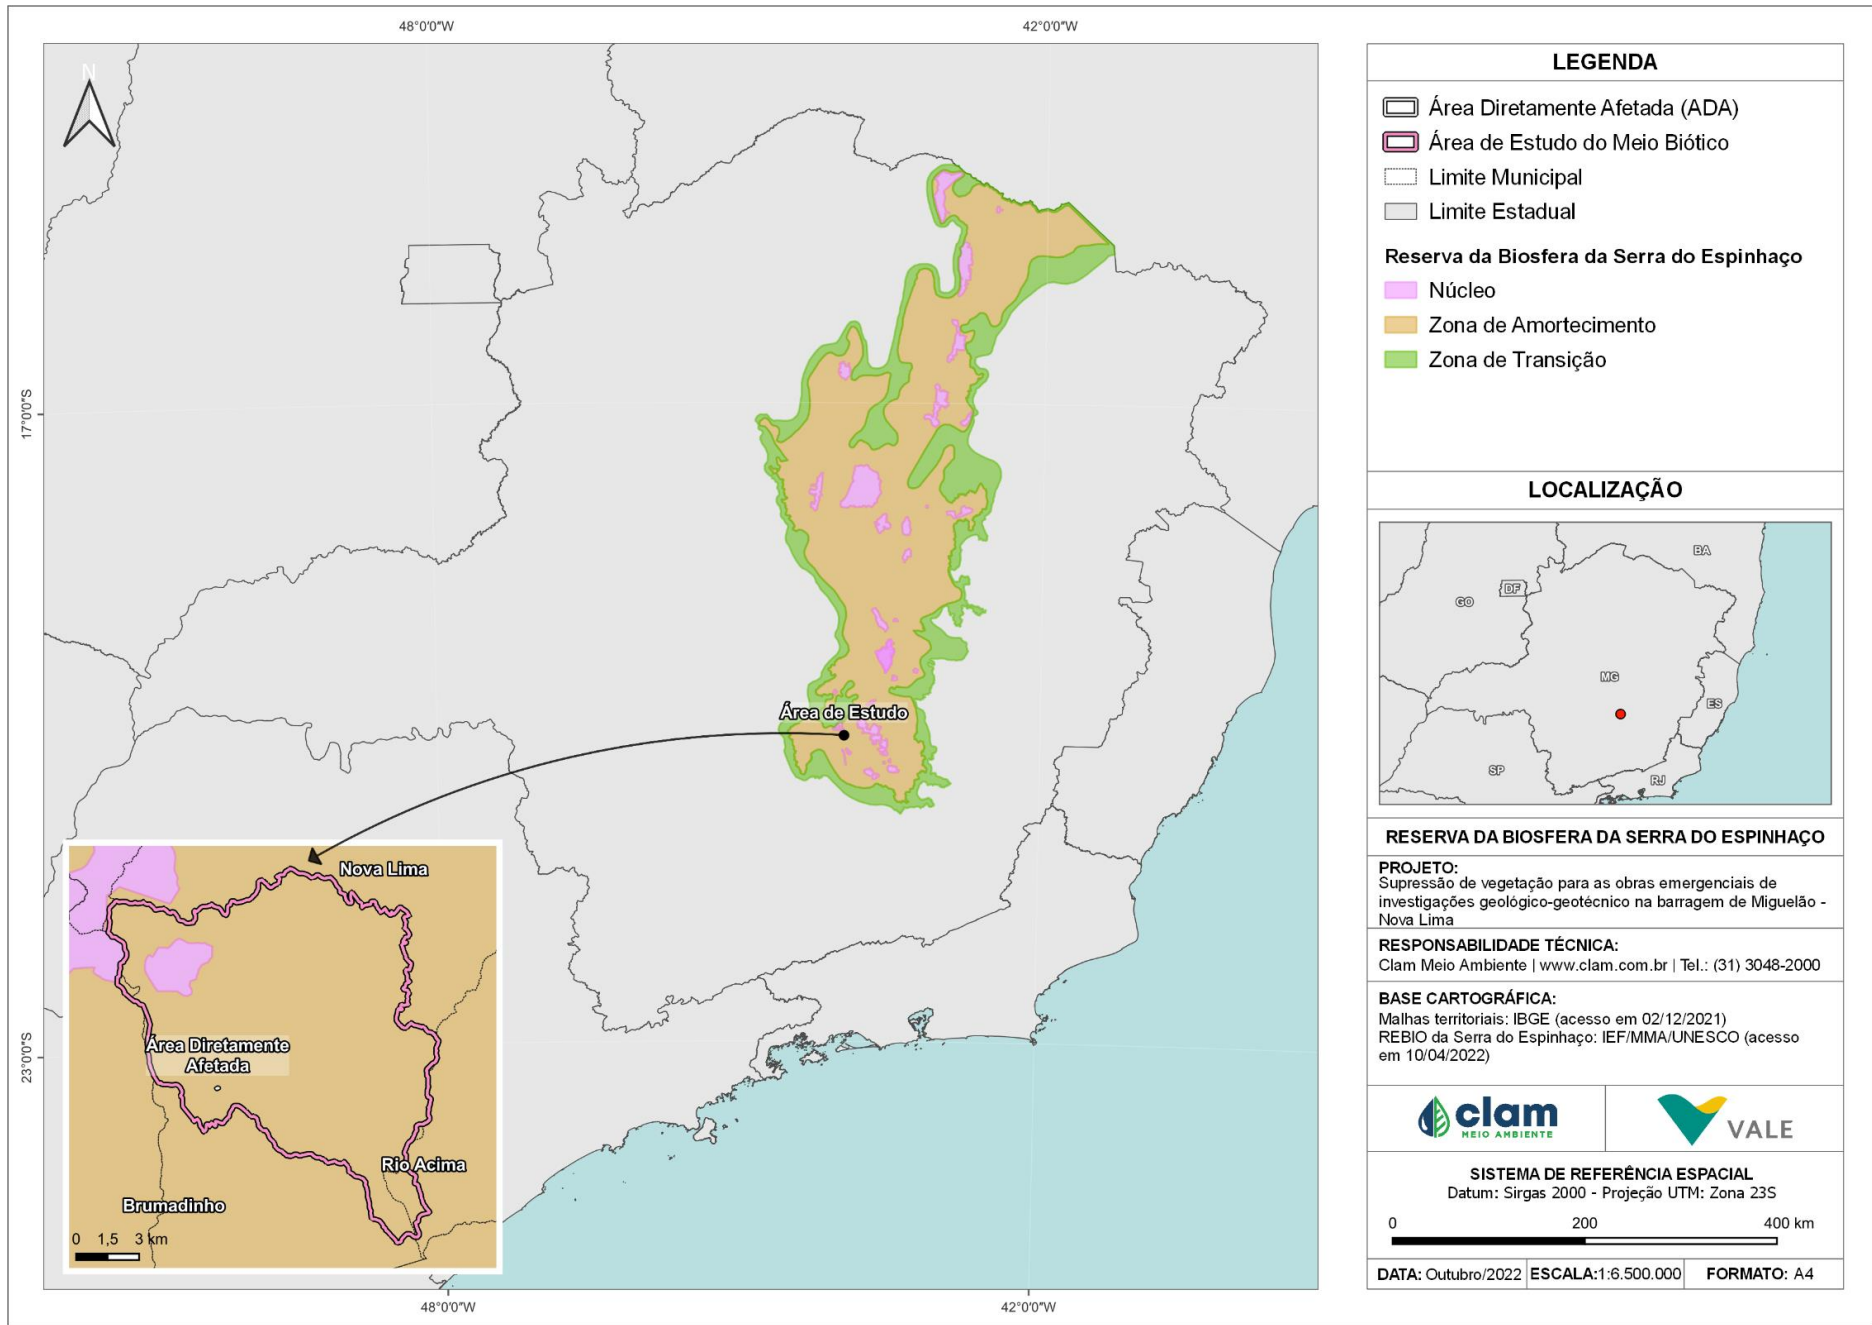 48°0'0"W
42°0'0"W
N
17°0'0"S
23°0'0"S
Área de Estudo
Nova Lima
Área Diretamente
Afetada
Rio Acima
Brumadinho
0 1,5 3 km
48°0'0"W
42°0'0"W
LEGENDA
Área Diretamente Afetada (ADA)
Área de Estudo do Meio Biótico
Limite Municipal
Limite Estadual
Reserva da Biosfera da Serra do Espinhaço
Núcleo
Zona de Amortecimento
Zona de Transição
LOCALIZAÇÃO
BA
DF
GO
MG
ES
SP
RJ
RESERVA DA BIOSFERA DA SERRA DO ESPINHAÇO
PROJETO:
Supressão de vegetação para as obras emergenciais de
investigações geológico-geotécnico na barragem de Miguelão -
Nova Lima
RESPONSABILIDADE TÉCNICA:
Clam Meio Ambiente | www.clam.com.br | Tel.: (31) 3048-2000
BASE CARTOGRÁFICA:
Malhas territoriais: IBGE (acesso em 02/12/2021)
REBIO da Serra do Espinhaço: IEF/MMA/UNESCO (acesso
em 10/04/2022)
clam
MEIO AMBIENTE
VALE
SISTEMA DE REFERÊNCIA ESPACIAL
Datum: Sirgas 2000 - Projeção UTM: Zona 23S
0 200 400 km
DATA: Outubro/2022 ESCALA:1:6.500.000 FORMATO: A4